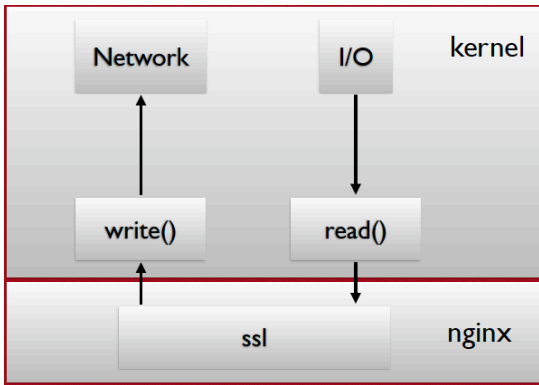 Network
I/O
kernel
write()
read()
ssl
nginx